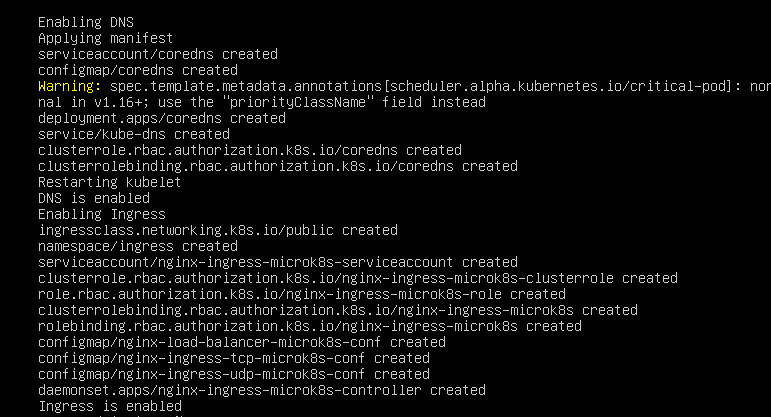 Enabling DNS
Applying manifest
serviceaccount/coredns created
configmap/coredns created
Warning: spec.template.metadata.annotations[scheduler.alpha.kubernetes.io/critical-pod]: non
nal in v1.16+; use the "priorityClassName" field instead
deployment.apps/coredns created
service/kube-dns created
clusterrole.rbac.authorization.k8s.io/coredns created
clusterrolebinding.rbac.authorization.k8s.io/coredns created
Restarting kubelet
DNS is enabled
Enabling Ingress
ingressclass.networking.k8s.io/public created
namespace/ingress created
serviceaccount/nginx-ingress-microk8s-serviceaccount created
clusterrole.rbac.authorization.k8s.io/nginx-ingress-microk8s-clusterrole created
role.rbac.authorization.k8s.io/nginx-ingress-microk8s-role created
clusterrolebinding.rbac.authorization.k8s.io/nginx-ingress-microk8s created
rolebinding.rbac.authorization.k8s.io/nginx-ingress-microk8s created
configmap/nginx-load-balancer-microk8s-conf created
configmap/nginx-ingress-tcp-microk8s-conf created
configmap/nginx-ingress-udp-microk8s-conf created
daemonset.apps/nginx-ingress-microk8s-controller created
Ingress is enabled